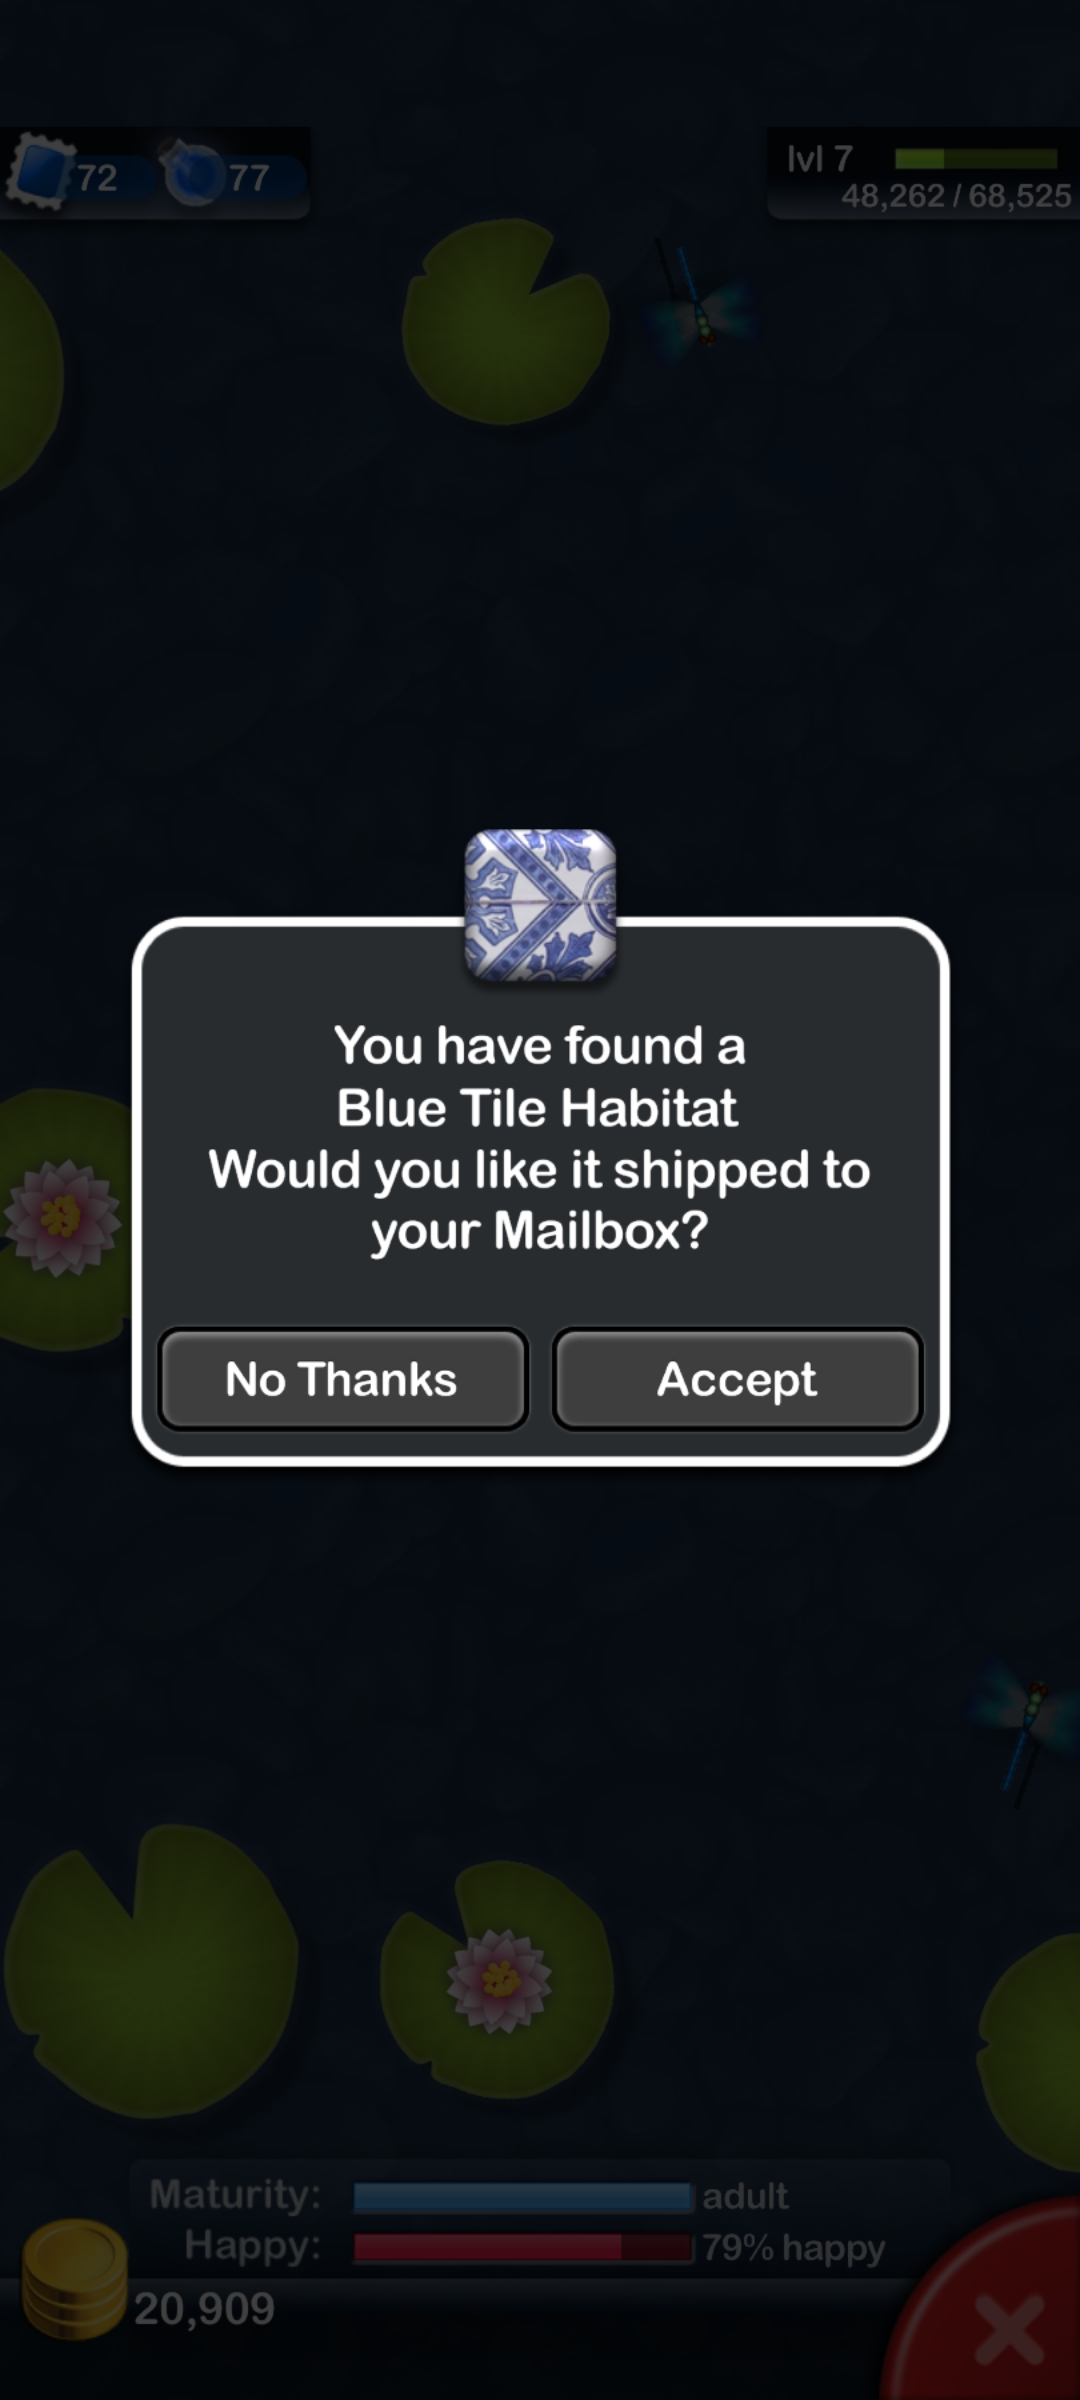 72
77
lvl 7
48,262 / 68,525
You have found a
Blue Tile Habitat
Would you like it shipped to
your Mailbox?
No Thanks
Accept
Maturity:
adult
Happy:
79% happy
20,909